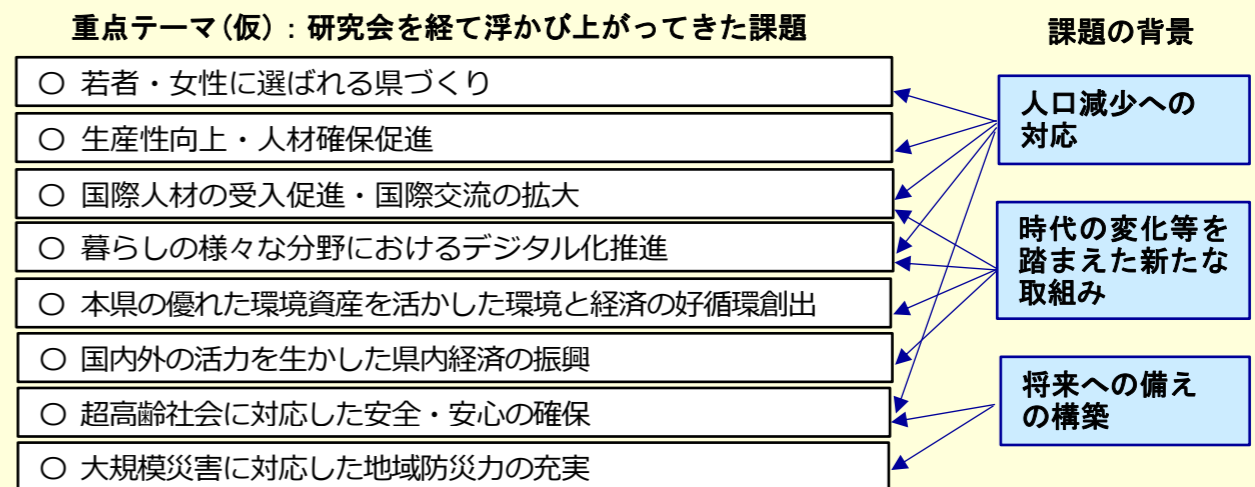 重点テーマ(仮)：研究会を経て浮かび上がってきた課題
〇 若者・女性に選ばれる県づくり
〇 生産性向上・人材確保促進
〇 国際人材の受入促進・国際交流の拡大
〇 暮らしの様々な分野におけるデジタル化推進
〇 本県の優れた環境資産を活かした環境と経済の好循環創出
〇 国内外の活力を生かした県内経済の振興
〇 超高齢社会に対応した安全・安心の確保
〇 大規模災害に対応した地域防災力の充実
課題の背景
人口減少への
対応
時代の変化等を
踏まえた新たな
取組み
将来への備え
の構築